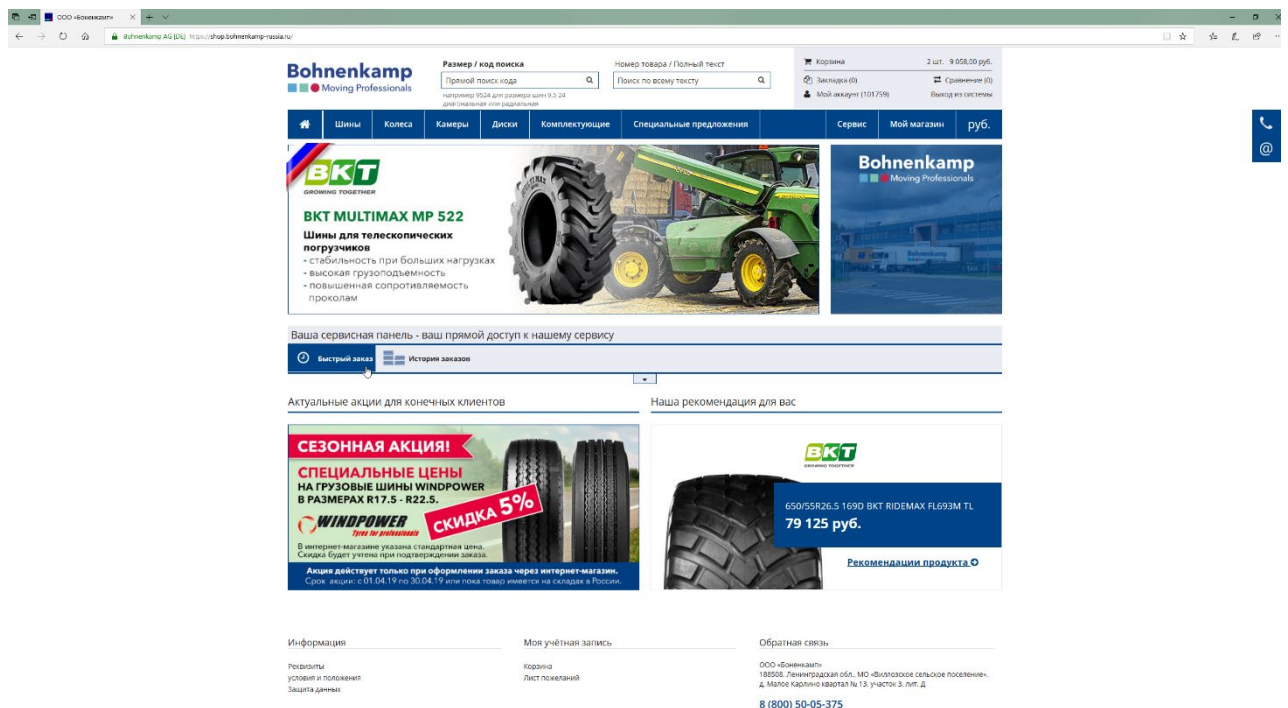 ООО «Боненкамп»
Bohnenkamp AG [DE] https://shop.bohnenkamp-russia.ru/
Bohnenkamp
Moving Professionals
Размер / код поиска
Прямой поиск кода
например 9524 для размера шин 9.5 24
диагональная или радиальная
Номер товара / Полный текст
Поиск по всему тексту
Корзина 2 шт. 9 058,00 руб.
Закладка (0) Сравнение (0)
Мой аккаунт (101759) Выход из системы
Шины Колеса Камеры Диски Комплектующие Специальные предложения Сервис Мой магазин руб.
BKT
GROWING TOGETHER
BKT MULTIMAX MP 522
Шины для телескопических
погрузчиков
- стабильность при больших нагрузках
- высокая грузоподъемность
- повышенная сопротивляемость
проколам
Bohnenkamp
Moving Professionals
Bohnenkamp
Ваша сервисная панель - ваш прямой доступ к нашему сервису
Быстрый заказ История заказов
Актуальные акции для конечных клиентов
СЕЗОННАЯ АКЦИЯ!
СПЕЦИАЛЬНЫЕ ЦЕНЫ
НА ГРУЗОВЫЕ ШИНЫ WINDPOWER
В РАЗМЕРАХ R17.5 - R22.5.
WINDPOWER
Tyres for professionals
СКИДКА 5%
В интернет-магазине указана стандартная цена.
Скидка будет учтена при подтверждении заказа.
Акция действует только при оформлении заказа через интернет-магазин.
Срок акции: с 01.04.19 по 30.04.19 или пока товар имеется на складах в России.
Наша рекомендация для вас
BKT
GROWING TOGETHER
650/55R26.5 169D BKT RIDEMAX FL693M TL
79 125 руб.
Рекомендации продукта
Информация
Реквизиты
условия и положения
Защита данных
Моя учётная запись
Корзина
Лист пожеланий
Обратная связь
ООО «Боненкамп»
188508, Ленинградская обл., МО «Виллозское сельское поселение»,
д. Малое Карлино квартал № 13, участок 3, лит. Д
8 (800) 50-05-375